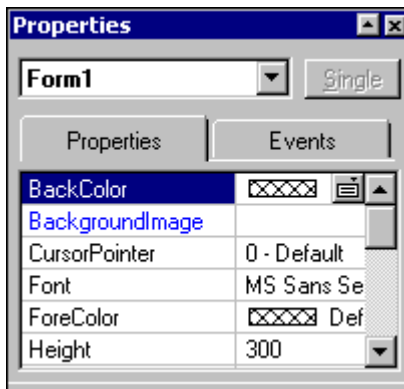 Properties
Form1 Single
Properties Events
BackColor
BackgroundImage
CursorPointer 0 - Default
Font MS Sans Se
ForeColor Def
Height 300